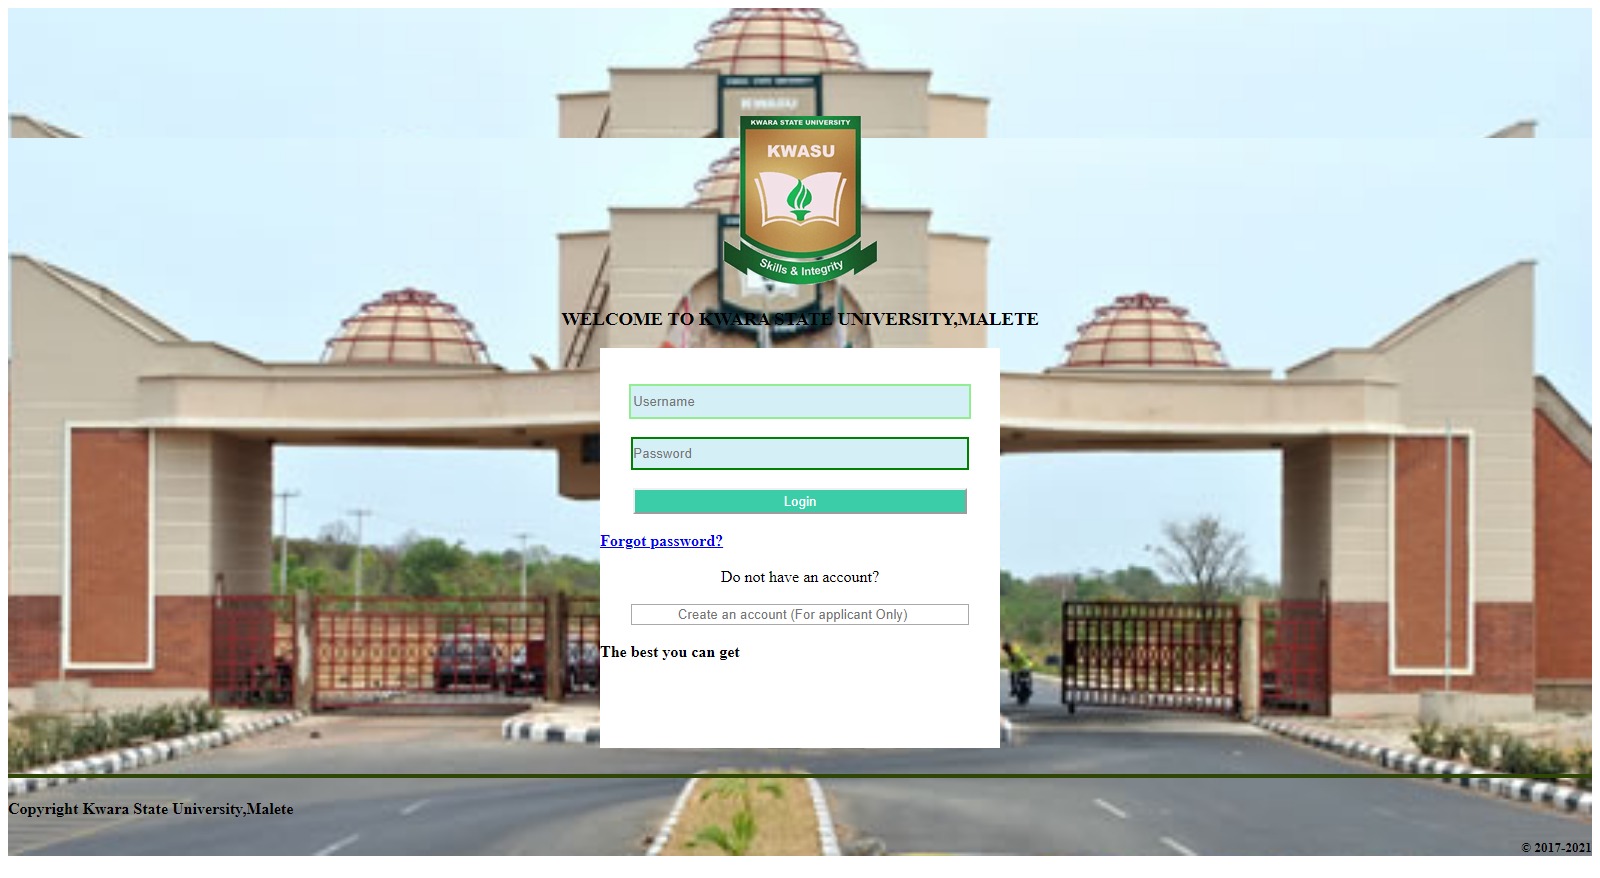 KWASU
KWARA STATE UNIVERSITY
KWASU
Skills & Integrity
WELCOME TO KWARA STATE UNIVERSITY,MALETE
Username
Password
Login
Forgot password?
Do not have an account?
Create an account (For applicant Only)
The best you can get
Copyright Kwara State University,Malete
© 2017-2021